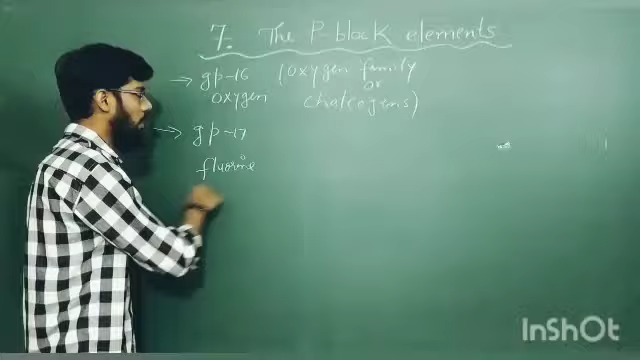 7. The P-block elements
→ gp-16 (oxygen family
or
oxygen chalcogens)
→ gp-17
fluorine
InShOt